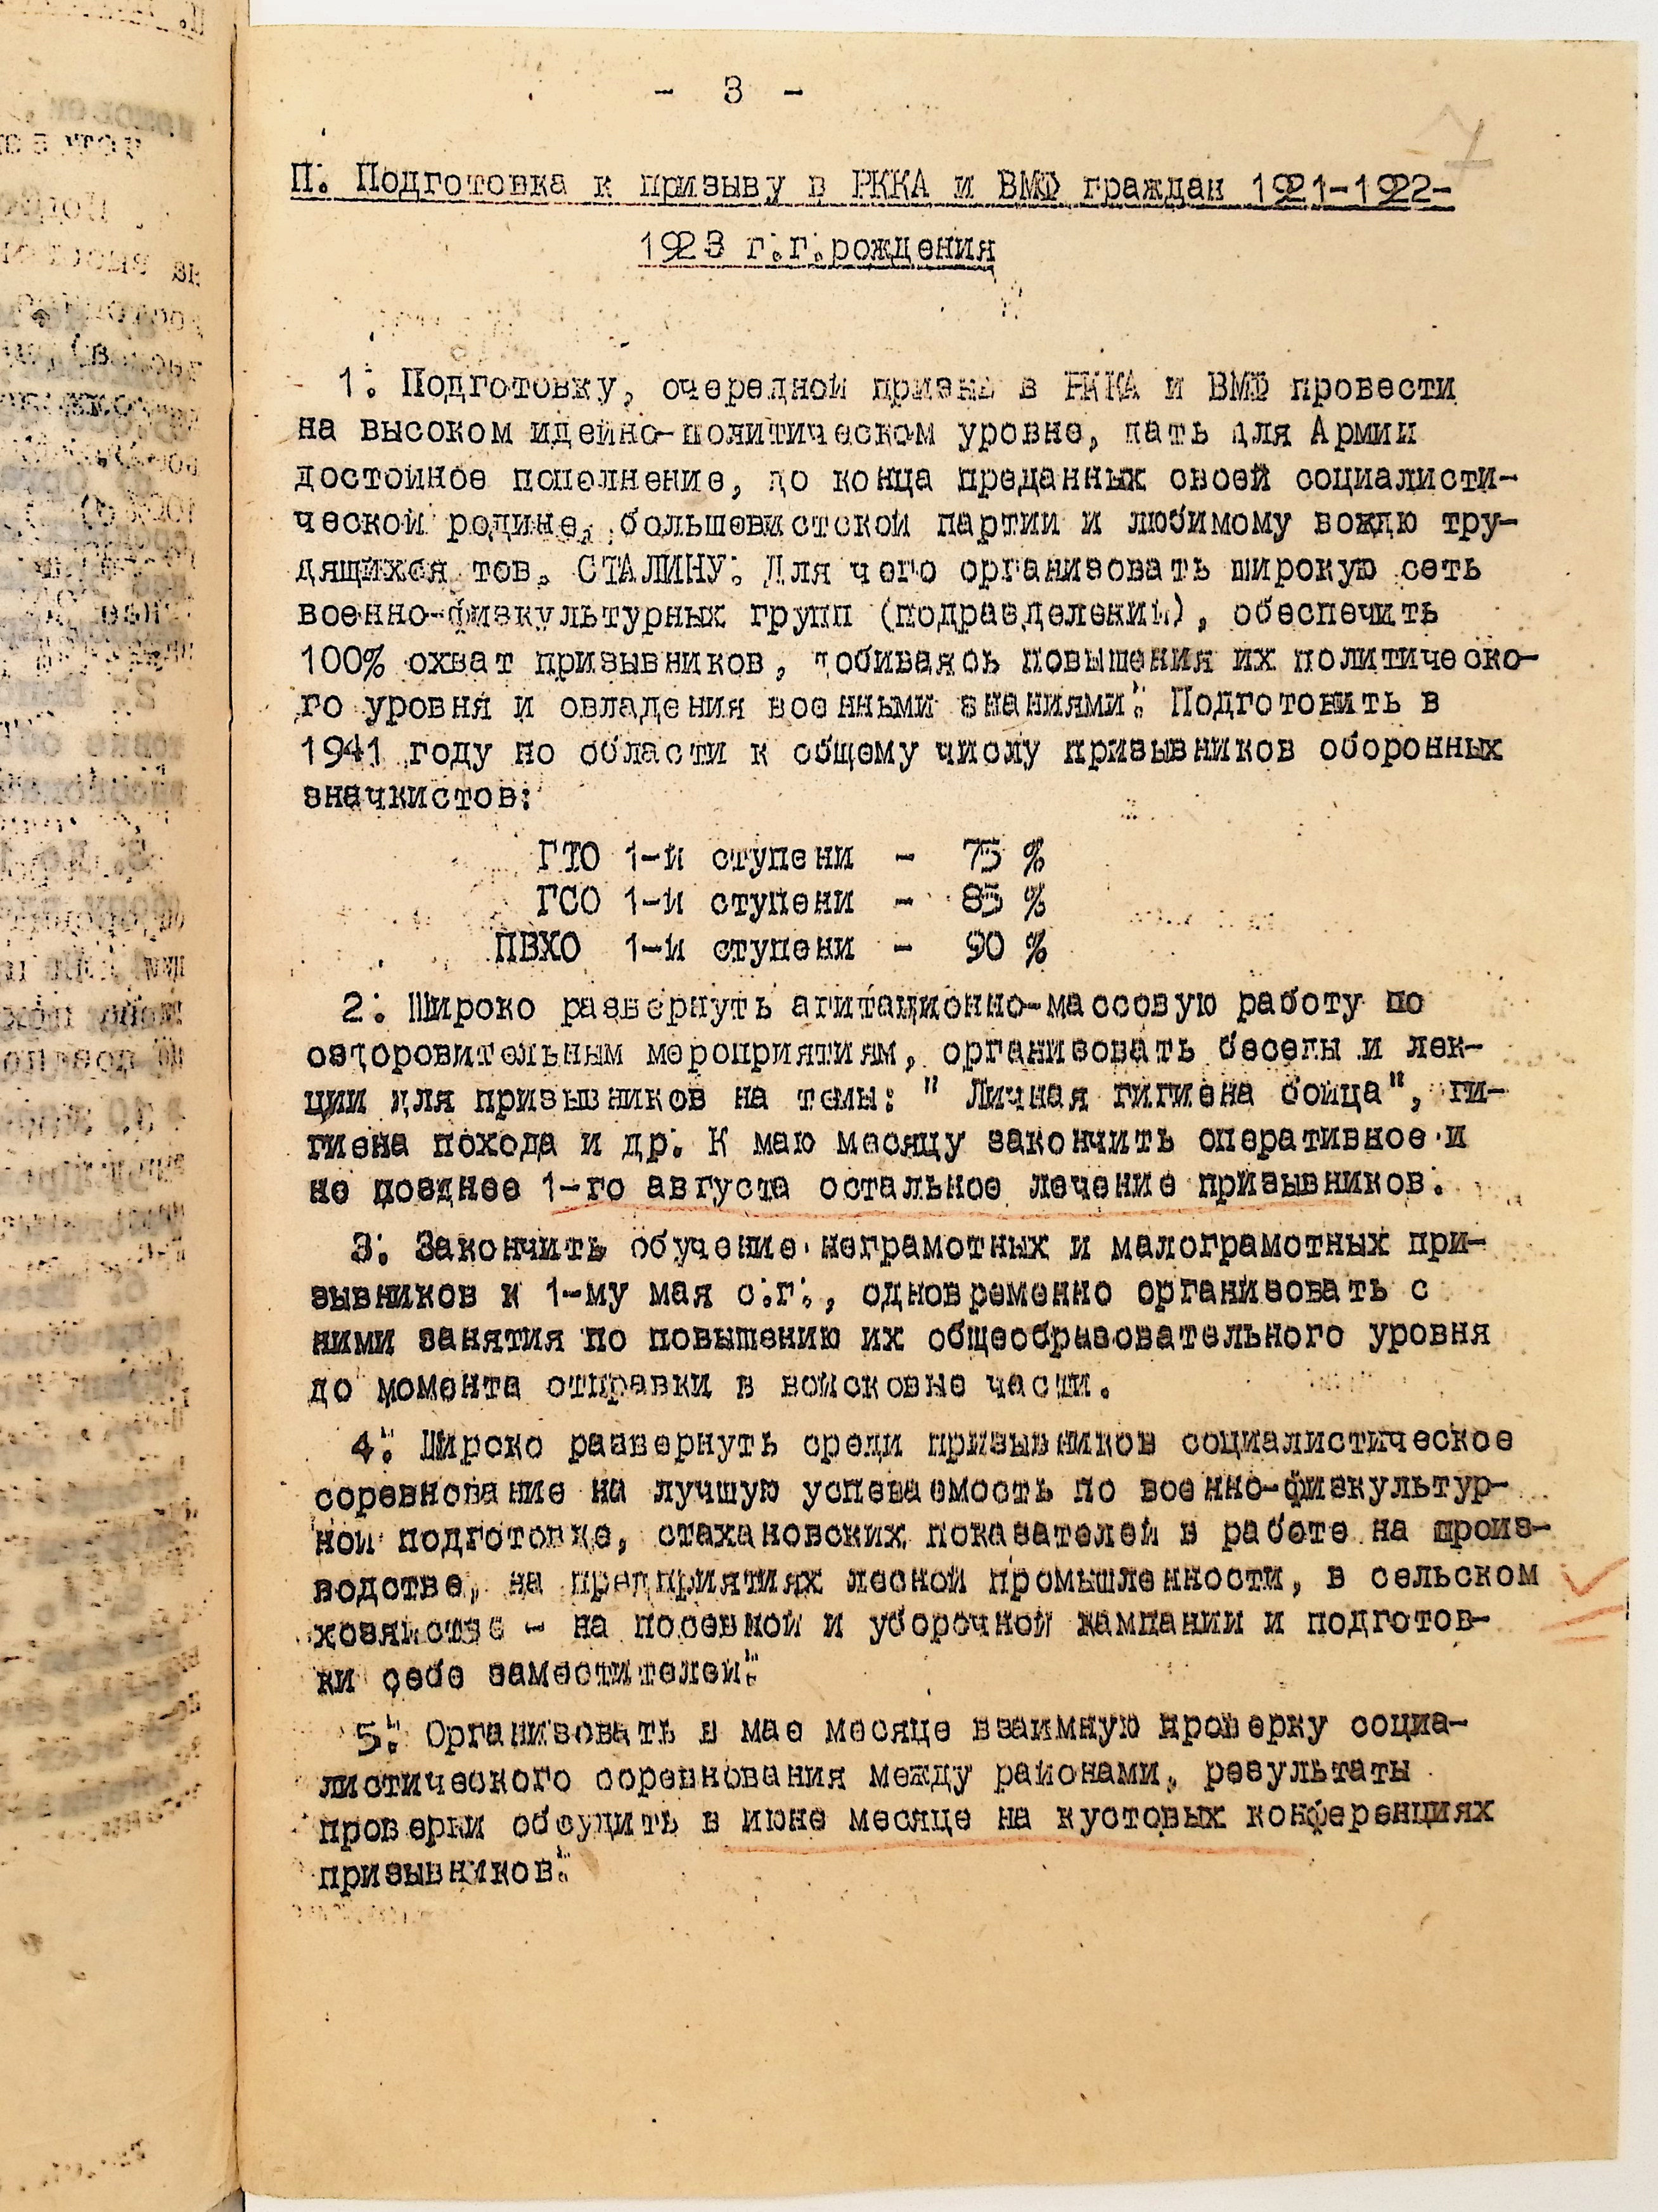 - 3 -
П. Подготовка к призыву в РККА и ВМФ граждан 1921-1922-
1923 г.г.рождения
1. Подготовку, очередной призыв в РККА и ВМФ провести
на высоком идейно-политическом уровне, дать для Армии
достойное пополнение, до конца преданных своей социалисти-
ческой родине, большевистской партии и любимому вождю тру-
дящихся тов. СТАЛИНУ. Для чего организовать широкую сеть
военно-физкультурных групп (подразделений), обеспечить
100% охват призывников, добиваясь повышения их политическо-
го уровня и овладения военными знаниями. Подготовить в
1941 году по области к общему числу призывников оборонных
значкистов:
ГТО 1-й ступени - 75 %
ГСО 1-й ступени - 85 %
ПВХО 1-й ступени - 90 %
2. Широко развернуть агитационно-массовую работу по
оздоровительным мероприятиям, организовать беседы и лек-
ции для призывников на темы: " Личная гигиена бойца", ги-
гиена похода и др. К маю месяцу закончить оперативное и
не позднее 1-го августа остальное лечение призывников.
3. Закончить обучение неграмотных и малограмотных при-
зывников к 1-му мая с.г., одновременно организовать с
ними занятия по повышению их общеобразовательного уровня
до момента отправки в войсковые части.
4. Широко развернуть среди призывников социалистическое
соревнование на лучшую успеваемость по военно-физкультур-
ной подготовке, стахановских показателей в работе на произ-
водстве, на предприятиях лесной промышленности, в сельском
хозяйстве - на посевной и уборочной кампании и подготов-
ки себе заместителей.
5. Организовать в мае месяце взаимную проверку социа-
листического соревнования между районами, результаты
проверки обсудить в июне месяце на кустовых конференциях
призывников.